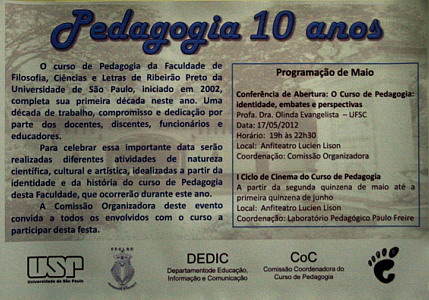 Pedagogia 10 anos
O curso de Pedagogia da Faculdade de
Filosofia, Ciências e Letras de Ribeirão Preto da
Universidade de São Paulo, iniciado em 2002,
completa sua primeira década neste ano. Uma
década de trabalho, compromisso e dedicação por
parte dos docentes, discentes, funcionários e
educadores.
Para celebrar essa importante data serão
realizadas diferentes atividades de natureza
científica, cultural e artística, idealizadas a partir da
identidade e da história do curso de Pedagogia
desta Faculdade, que ocorrerão durante este ano.
A Comissão Organizadora deste evento
convida a todos os envolvidos com o curso a
participar desta festa.
Programação de Maio
Conferência de Abertura: O Curso de Pedagogia:
identidade, embates e perspectivas
Profa. Dra. Olinda Evangelista – UFSC
Data: 17/05/2012
Horário: 19h às 22h30
Local: Anfiteatro Lucien Lison
Coordenação: Comissão Organizadora
I Ciclo de Cinema do Curso de Pedagogia
A partir da segunda quinzena de maio até a
primeira quinzena de junho
Local: Anfiteatro Lucien Lison
Coordenação: Laboratório Pedagógico Paulo Freire
USP
Universidade de São Paulo
DEDIC
Departamento de Educação,
Informação e Comunicação
CoC
Comissão Coordenadora do
Curso de Pedagogia